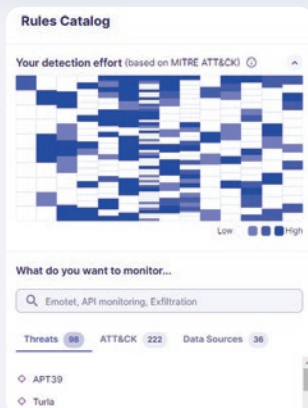 Rules Catalog
Your detection effort (based on MITRE ATT&CK)
Low High
What do you want to monitor...
Emotet, API monitoring, Exfiltration
Threats 98 ATT&CK 222 Data Sources 36
APT39
Turla